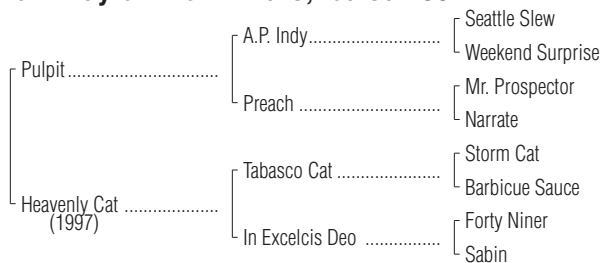 Pulpit
A.P. Indy
Seattle Slew
Weekend Surprise
Preach
Mr. Prospector
Narrate
Heavenly Cat
(1997)
Tabasco Cat
Storm Cat
Barbicue Sauce
In Excelcis Deo
Forty Niner
Sabin